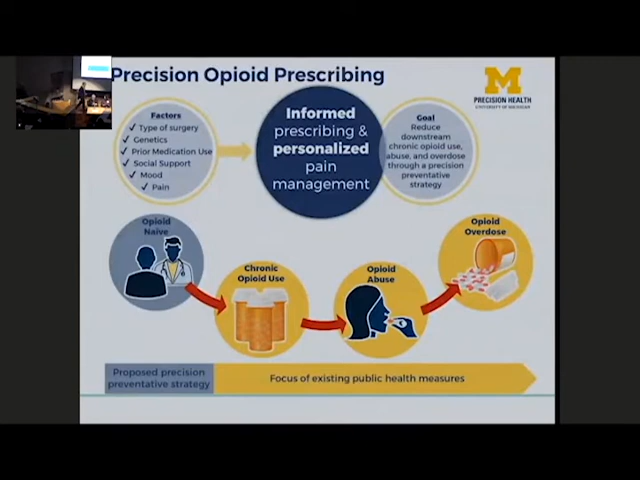 Precision Opioid Prescribing
M
PRECISION HEALTH
UNIVERSITY OF MICHIGAN
Factors
✓ Type of surgery
✓ Genetics
✓ Prior Medication Use
✓ Social Support
✓ Mood
✓ Pain
Informed
prescribing &
personalized
pain
management
Goal
Reduce
downstream
chronic opioid use,
abuse, and overdose
through a precision
preventative
strategy
Opioid
Naive
Chronic
Opioid Use
Opioid
Abuse
Opioid
Overdose
Proposed precision
preventative strategy
Focus of existing public health measures